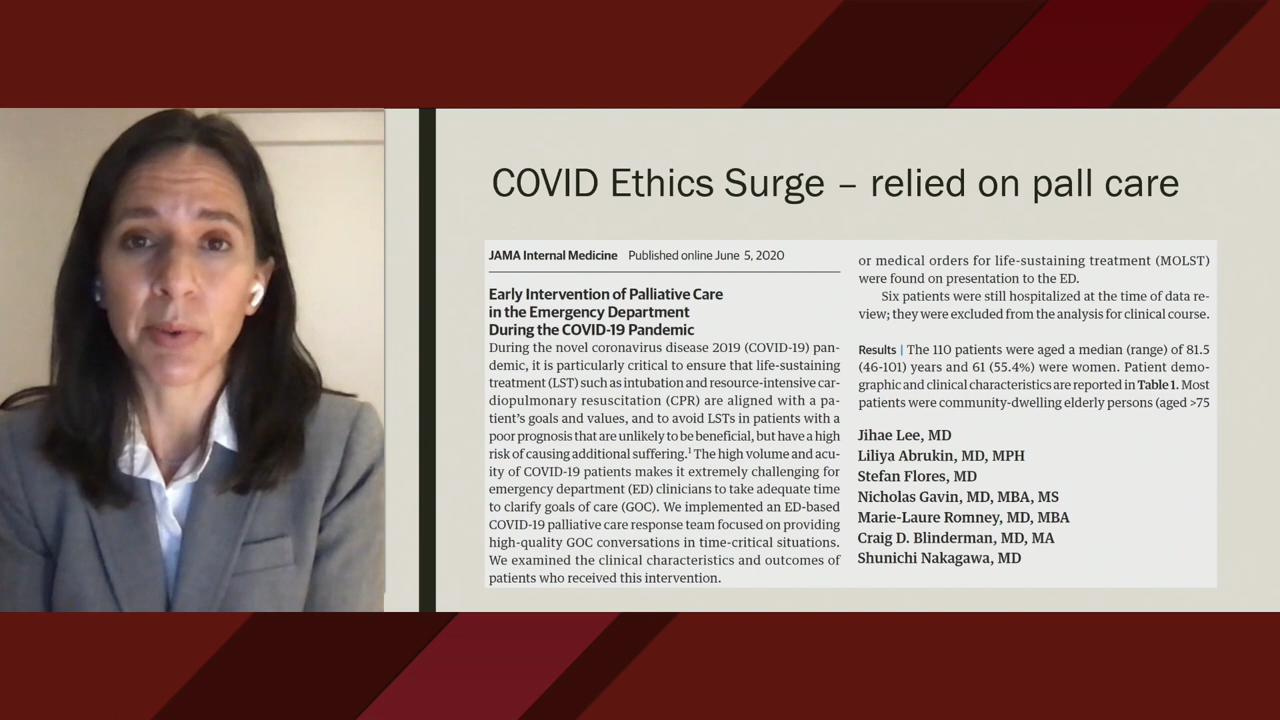 COVID Ethics Surge – relied on pall care
JAMA Internal Medicine Published online June 5, 2020
Early Intervention of Palliative Care
in the Emergency Department
During the COVID-19 Pandemic
During the novel coronavirus disease 2019 (COVID-19) pan-
demic, it is particularly critical to ensure that life-sustaining
treatment (LST) such as intubation and resource-intensive car-
diopulmonary resuscitation (CPR) are aligned with a pa-
tient's goals and values, and to avoid LSTs in patients with a
poor prognosis that are unlikely to be beneficial, but have a high
risk of causing additional suffering.1 The high volume and acu-
ity of COVID-19 patients makes it extremely challenging for
emergency department (ED) clinicians to take adequate time
to clarify goals of care (GOC). We implemented an ED-based
COVID-19 palliative care response team focused on providing
high-quality GOC conversations in time-critical situations.
We examined the clinical characteristics and outcomes of
patients who received this intervention.
or medical orders for life-sustaining treatment (MOLST)
were found on presentation to the ED.
Six patients were still hospitalized at the time of data re-
view; they were excluded from the analysis for clinical course.
Results | The 110 patients were aged a median (range) of 81.5
(46-101) years and 61 (55.4%) were women. Patient demo-
graphic and clinical characteristics are reported in Table 1. Most
patients were community-dwelling elderly persons (aged >75
Jihae Lee, MD
Liliya Abrukin, MD, MPH
Stefan Flores, MD
Nicholas Gavin, MD, MBA, MS
Marie-Laure Romney, MD, MBA
Craig D. Blinderman, MD, MA
Shunichi Nakagawa, MD